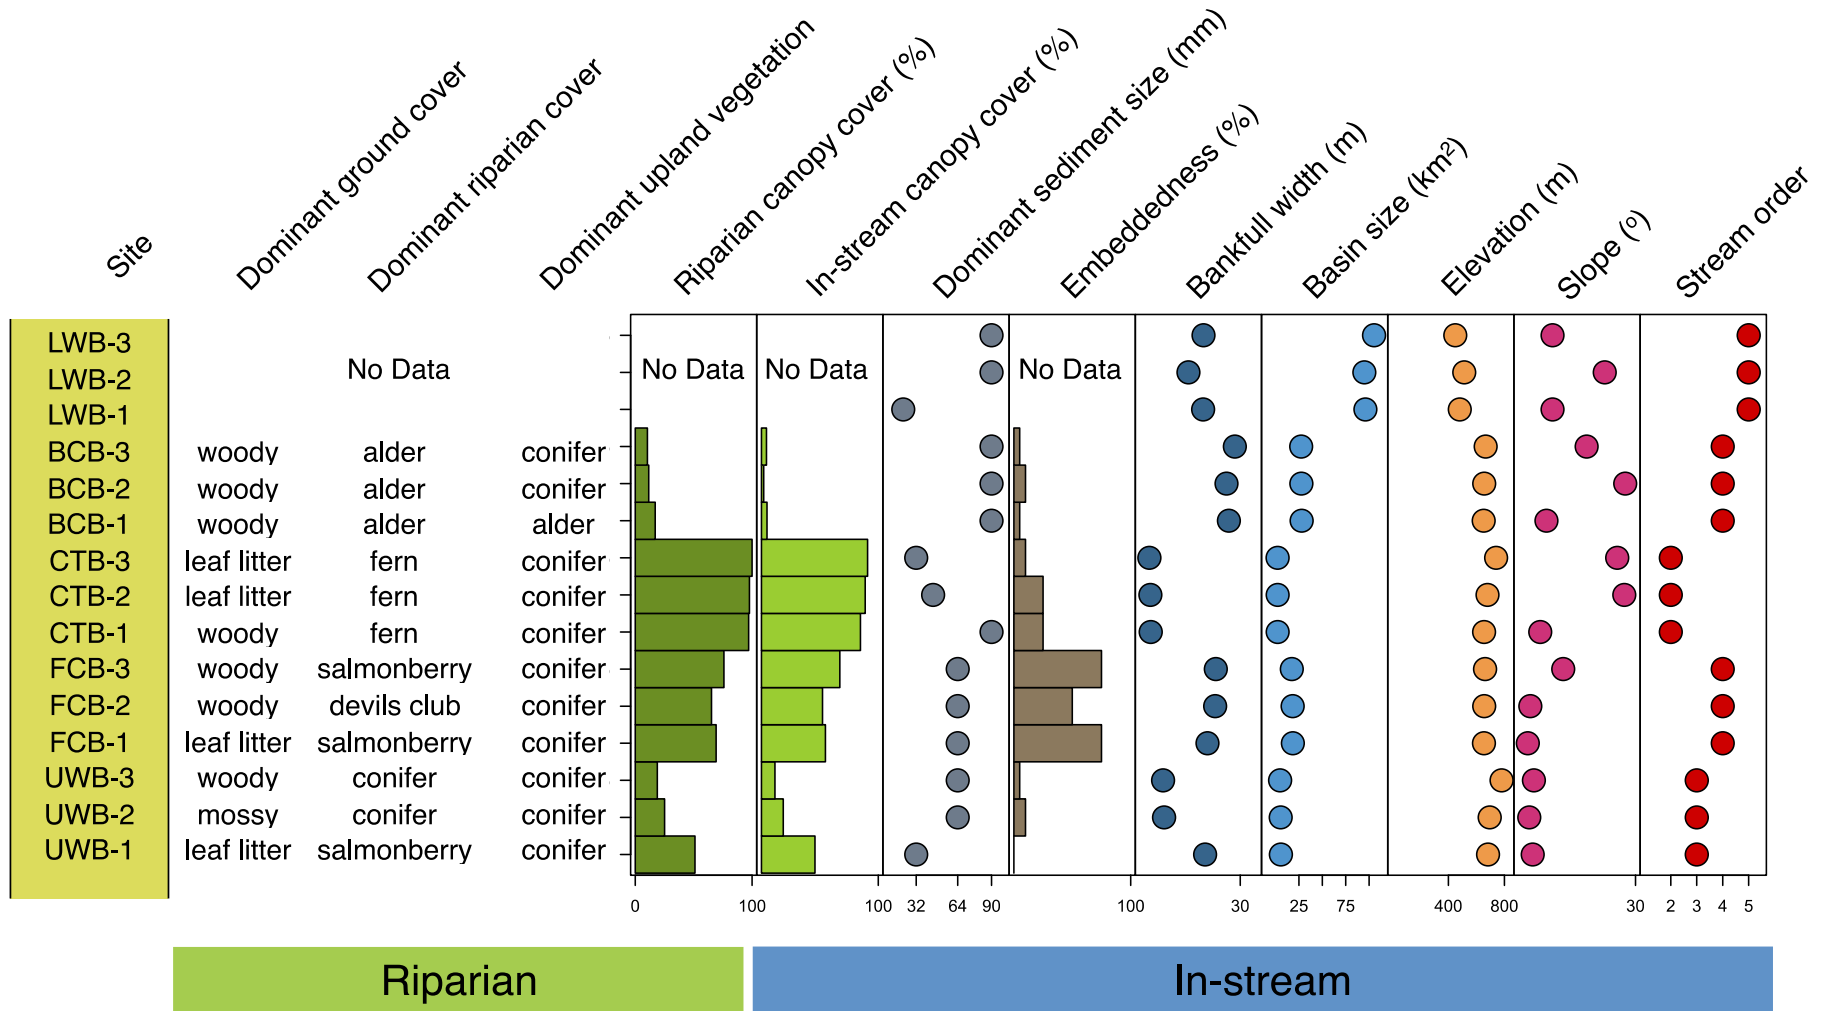 Site
Dominant ground cover
Dominant riparian cover
Dominant upland vegetation
Riparian canopy cover (%)
In-stream canopy cover (%)
Dominant sediment size (mm)
Embeddedness (%)
Bankfull width (m)
Basin size (km²)
Elevation (m)
Slope (º)
Stream order
LWB-3
LWB-2 No Data No Data No Data No Data
LWB-1
BCB-3 woody alder conifer
BCB-2 woody alder conifer
BCB-1 woody alder alder
CTB-3 leaf litter fern conifer
CTB-2 leaf litter fern conifer
CTB-1 woody fern conifer
FCB-3 woody salmonberry conifer
FCB-2 woody devils club conifer
FCB-1 leaf litter salmonberry conifer
UWB-3 woody conifer conifer
UWB-2 mossy conifer conifer
UWB-1 leaf litter salmonberry conifer
0 100 100 32 64 90 100 30 25 75 400 800 30 2 3 4 5
Riparian In-stream